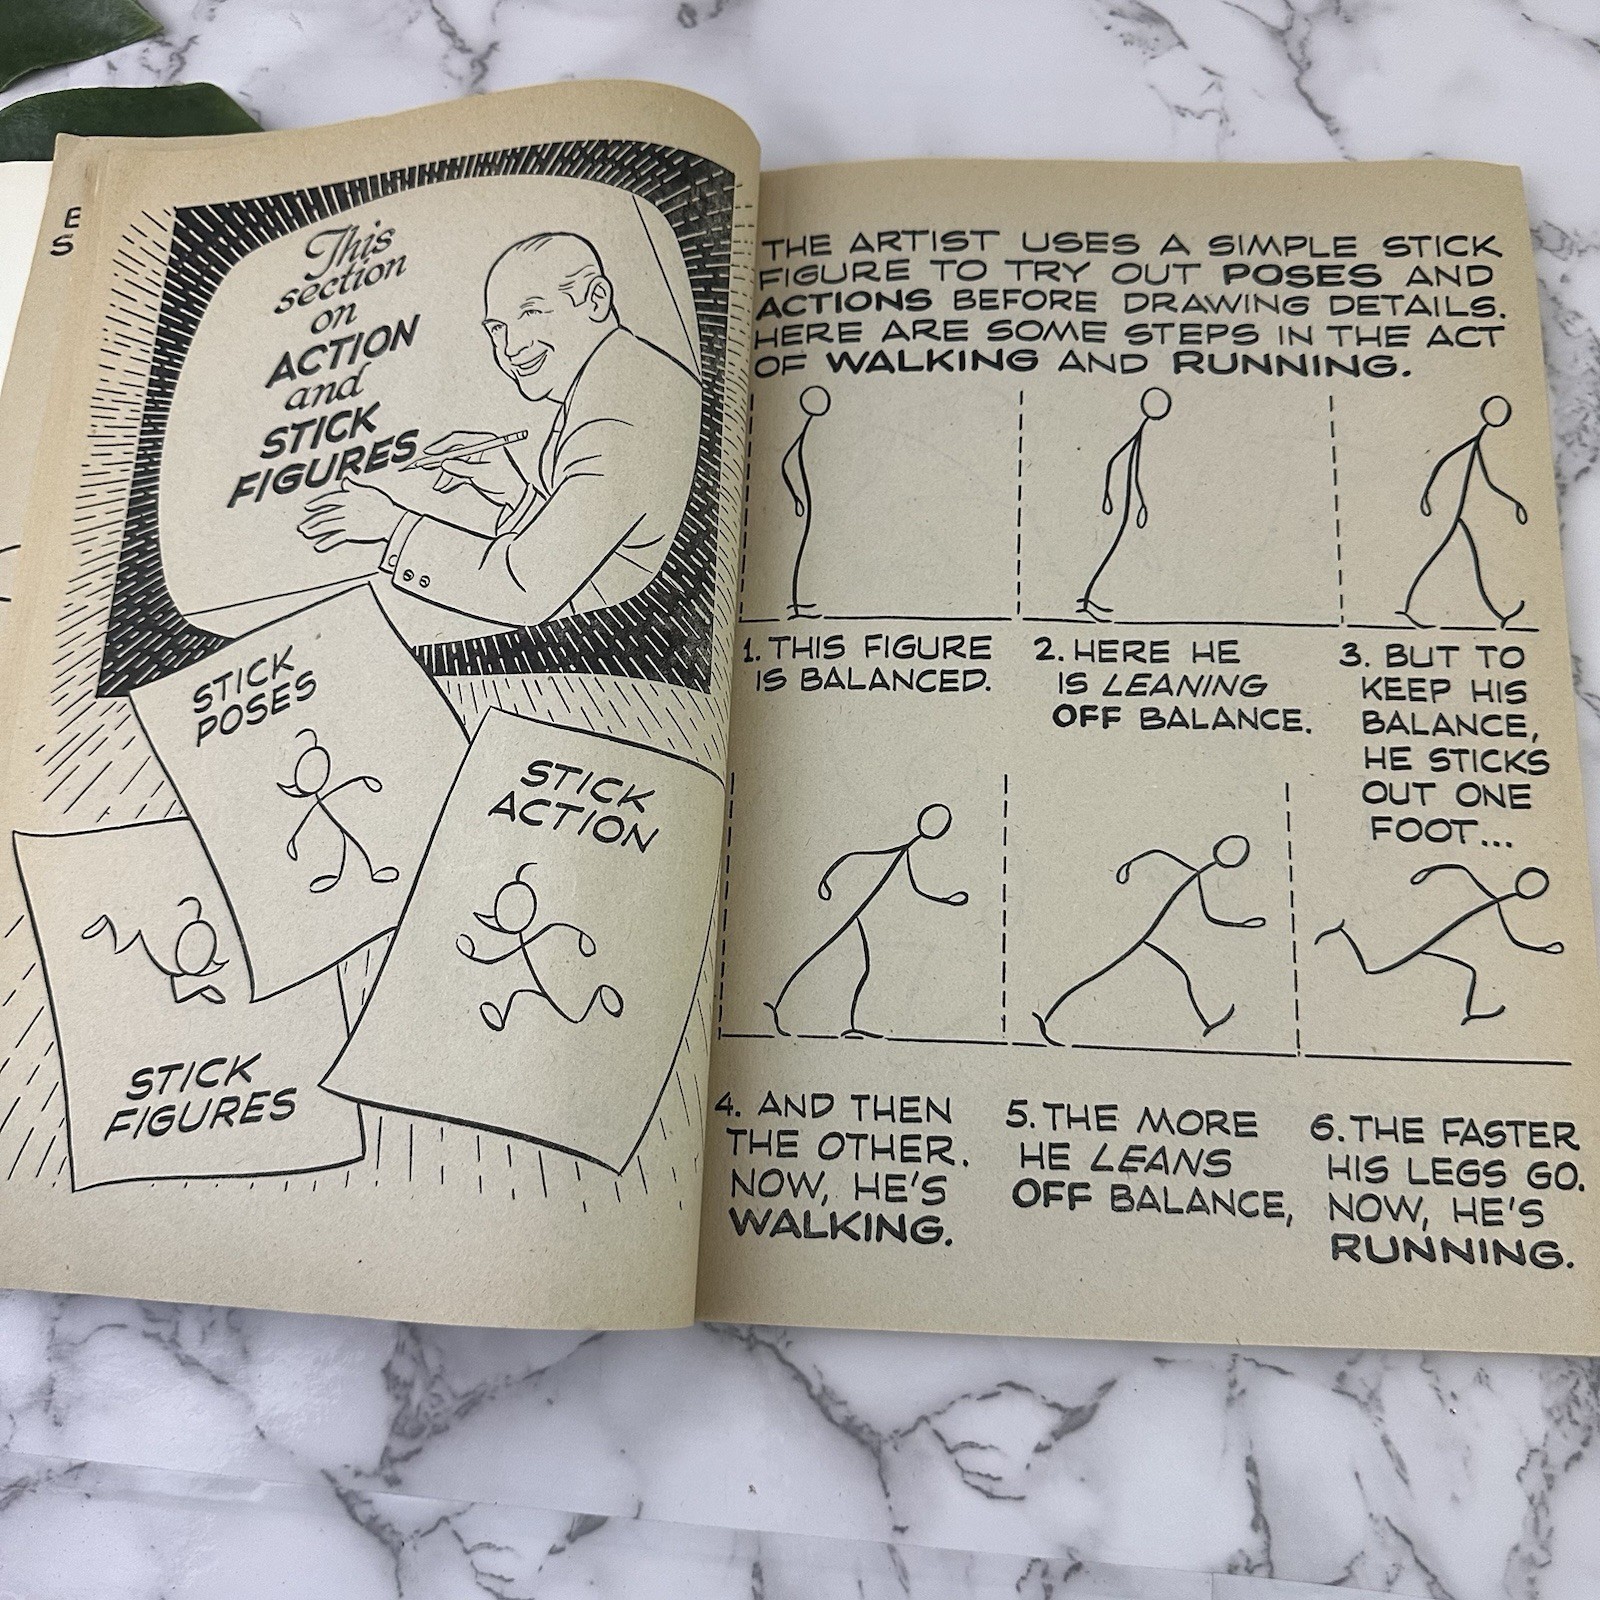 E
S
This
section
on
ACTION
and
STICK
FIGURES
STICK
POSES
STICK
ACTION
STICK
FIGURES
THE ARTIST USES A SIMPLE STICK
FIGURE TO TRY OUT POSES AND
ACTIONS BEFORE DRAWING DETAILS.
HERE ARE SOME STEPS IN THE ACT
OF WALKING AND RUNNING.
1. THIS FIGURE
IS BALANCED.
2. HERE HE
IS LEANING
OFF BALANCE.
3. BUT TO
KEEP HIS
BALANCE,
HE STICKS
OUT ONE
FOOT...
4. AND THEN
THE OTHER.
NOW, HE'S
WALKING.
5. THE MORE
HE LEANS
OFF BALANCE,
6. THE FASTER
HIS LEGS GO.
NOW, HE'S
RUNNING.